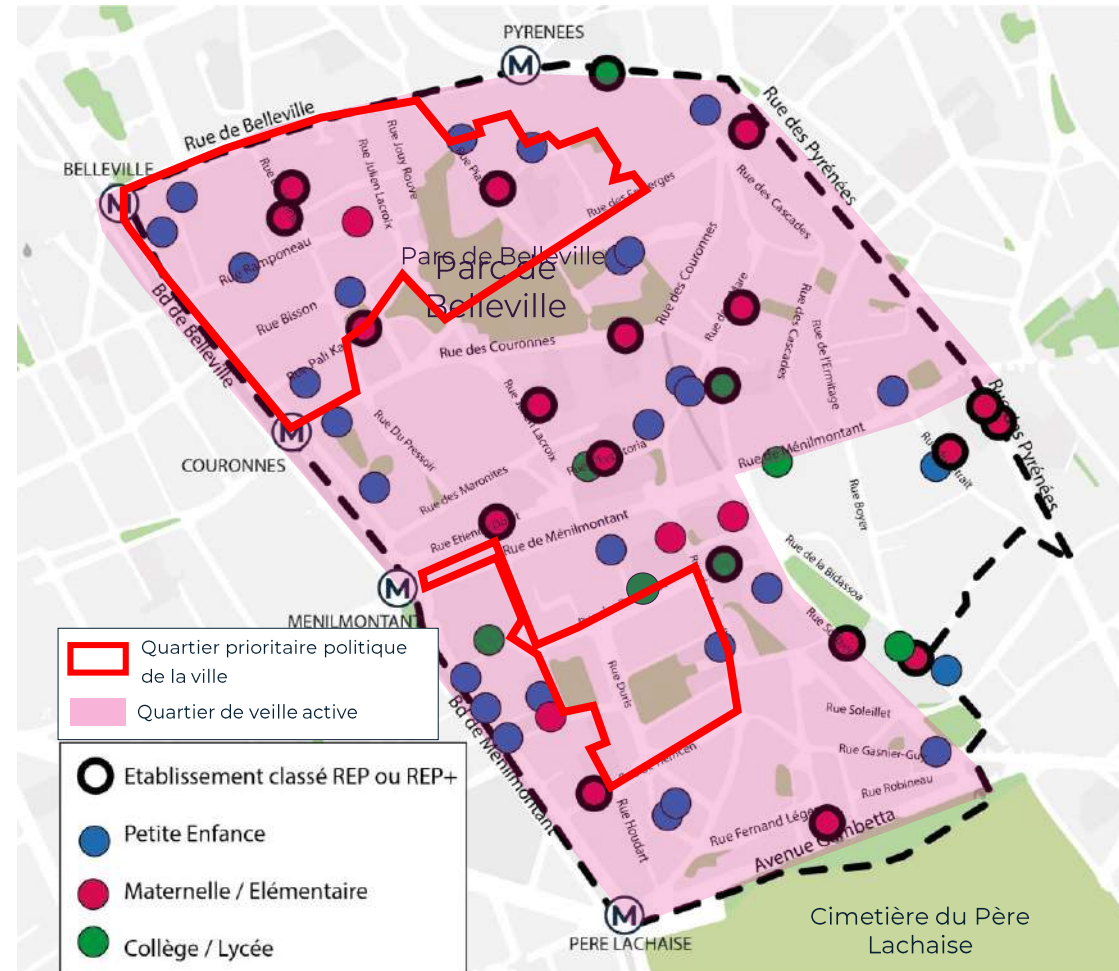 PYRENEES
M
Rue de Belleville
Rue des Pyrénées
BELLEVILLE
M
Rue Jouy Rouve
Rue Julien Lacroix
Rue des Cascades
Rue Ramponeau
Parc de Belleville
Parc de
Belleville
Rue des Couronnes
Rue Bisson
Bd de Belleville
Rue des Couronnes
Rue des Cascades
Rue de l'Ermitage
M
COURONNES
Rue Du Pressoir
Rue des Pyrénées
Rue des Maronites
Rue de Ménilmontant
Rue Boyer
Rue de Ménilmontant
Rue de la Bidassoa
M
MENILMONTANT
Quartier prioritaire politique
de la ville
Quartier de veille active
Rue Duris
Rue Soleillet
Bd de Ménilmontant
Rue Robineau
Rue Houdart
Etablissement classé REP ou REP+
Petite Enfance
Maternelle / Elémentaire
Collège / Lycée
M
PERE LACHAISE
Cimetière du Père
Lachaise